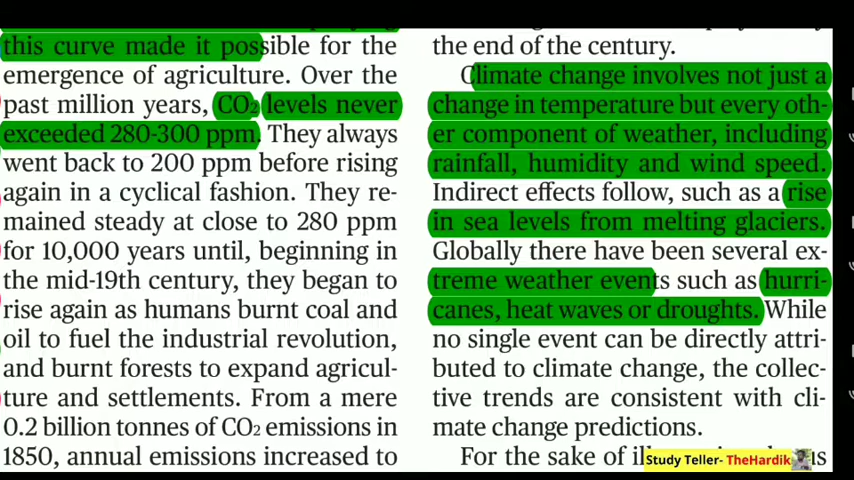 this curve made it possible for the
emergence of agriculture. Over the
past million years, CO2 levels never
exceeded 280-300 ppm. They always
went back to 200 ppm before rising
again in a cyclical fashion. They re-
mained steady at close to 280 ppm
for 10,000 years until, beginning in
the mid-19th century, they began to
rise again as humans burnt coal and
oil to fuel the industrial revolution,
and burnt forests to expand agricul-
ture and settlements. From a mere
0.2 billion tonnes of CO2 emissions in
1850, annual emissions increased to
the end of the century.
Climate change involves not just a
change in temperature but every oth-
er component of weather, including
rainfall, humidity and wind speed.
Indirect effects follow, such as a rise
in sea levels from melting glaciers.
Globally there have been several ex-
treme weather events such as hurri-
canes, heat waves or droughts. While
no single event can be directly attri-
buted to climate change, the collec-
tive trends are consistent with cli-
mate change predictions.
For the sake of
Study Teller- TheHardik